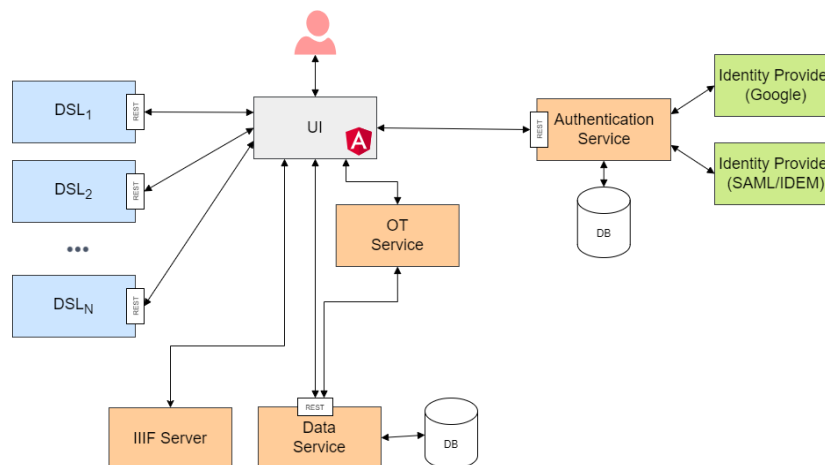 Identity Provide
(Google)
DSL1
REST
UI
A
REST
Authentication
Service
DSL2
REST
Identity Provide
(SAML/IDEM)
OT
Service
DB
...
DSLN
REST
REST
IIIF Server
Data
Service
DB